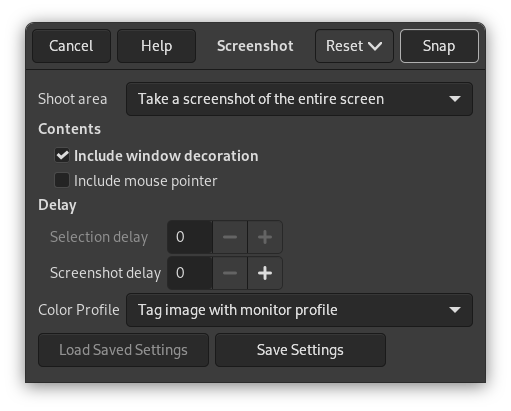 Cancel Help Screenshot Reset Snap
Shoot area Take a screenshot of the entire screen
Contents
Include window decoration
Include mouse pointer
Delay
Selection delay 0
Screenshot delay 0
Color Profile Tag image with monitor profile
Load Saved Settings Save Settings